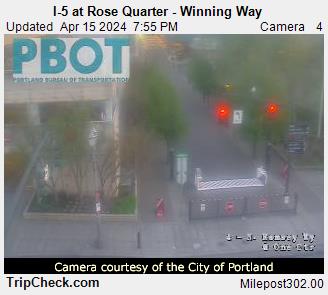 I-5 at Rose Quarter - Winning Way
Updated Apr 15 2024 7:55 PM Camera 4
PBOT
PORTLAND BUREAU OF TRANSPORTATION
Camera courtesy of the City of Portland
TripCheck.com Milepost302.00